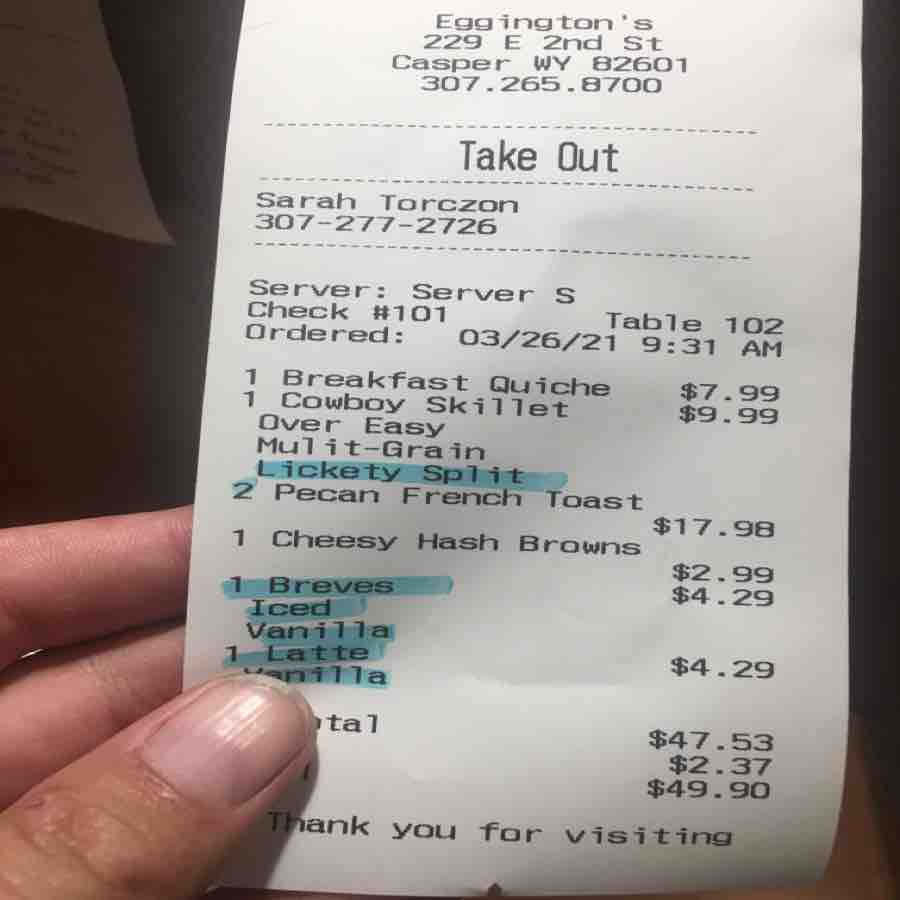 Eggington's
229 E 2nd St
Casper WY 82601
307.265.8700
Take Out
Sarah Torczon
307-277-2726
Server: Server S
Check #101 Table 102
Ordered: 03/26/21 9:31 AM
1 Breakfast Quiche $7.99
1 Cowboy Skillet $9.99
Over Easy
Mulit-Grain
Lickety Split
2 Pecan French Toast
$17.98
1 Cheesy Hash Browns
$2.99
1 Breves $4.29
Iced
Vanilla
1 Latte $4.29
Vanilla
tal
$47.53
$2.37
$49.90
Thank you for visiting